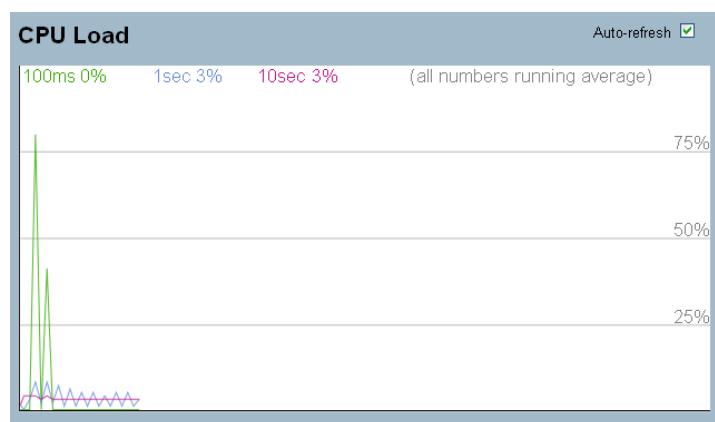 CPU Load
Auto-refresh
100ms 0% 1sec 3% 10sec 3% (all numbers running average)
75%
50%
25%